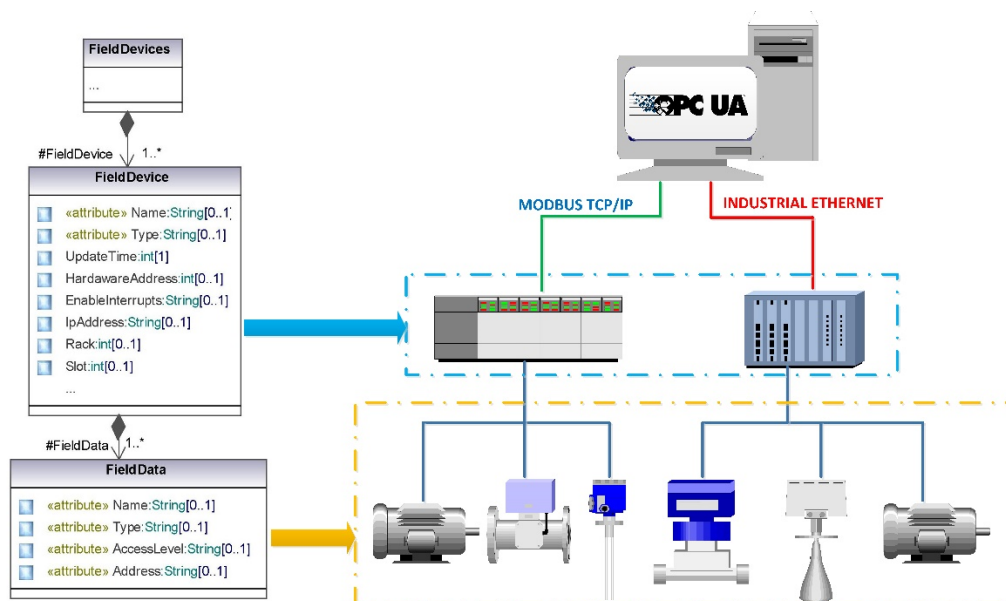 FieldDevices
...
#FieldDevice 1..*
FieldDevice
«attribute» Name:String[0..1]
«attribute» Type:String[0..1]
UpdateTime:int[1]
HardawareAddress:int[0..1]
EnableInterrupts:String[0..1]
IpAddress:String[0..1]
Rack:int[0..1]
Slot:int[0..1]
...
#FieldData 1..*
FieldData
«attribute» Name:String[0..1]
«attribute» Type:String[0..1]
«attribute» AccessLevel:String[0..1]
«attribute» Address:String[0..1]
OPC UA
MODBUS TCP/IP
INDUSTRIAL ETHERNET